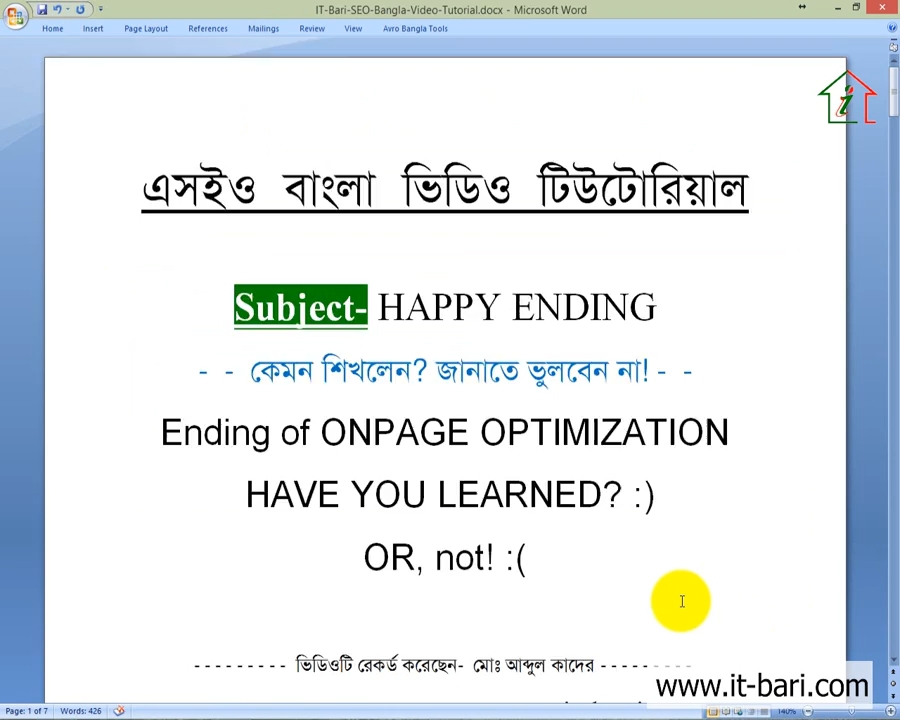 IT-Bari-SEO-Bangla-Video-Tutorial.docx - Microsoft Word
Home Insert Page Layout References Mailings Review View Avro Bangla Tools
এসইও বাংলা ভিডিও টিউটোরিয়াল
Subject- HAPPY ENDING
- - কেমন শিখলেন? জানাতে ভুলবেন না! - -
Ending of ONPAGE OPTIMIZATION
HAVE YOU LEARNED? :)
OR, not! :(
- - - - - - - - - ভিডিওটি রেকর্ড করেছেন- মোঃ আব্দুল কাদের - - - - - - - - -
www.it-bari.com
Page: 1 of 7 Words: 426 140%